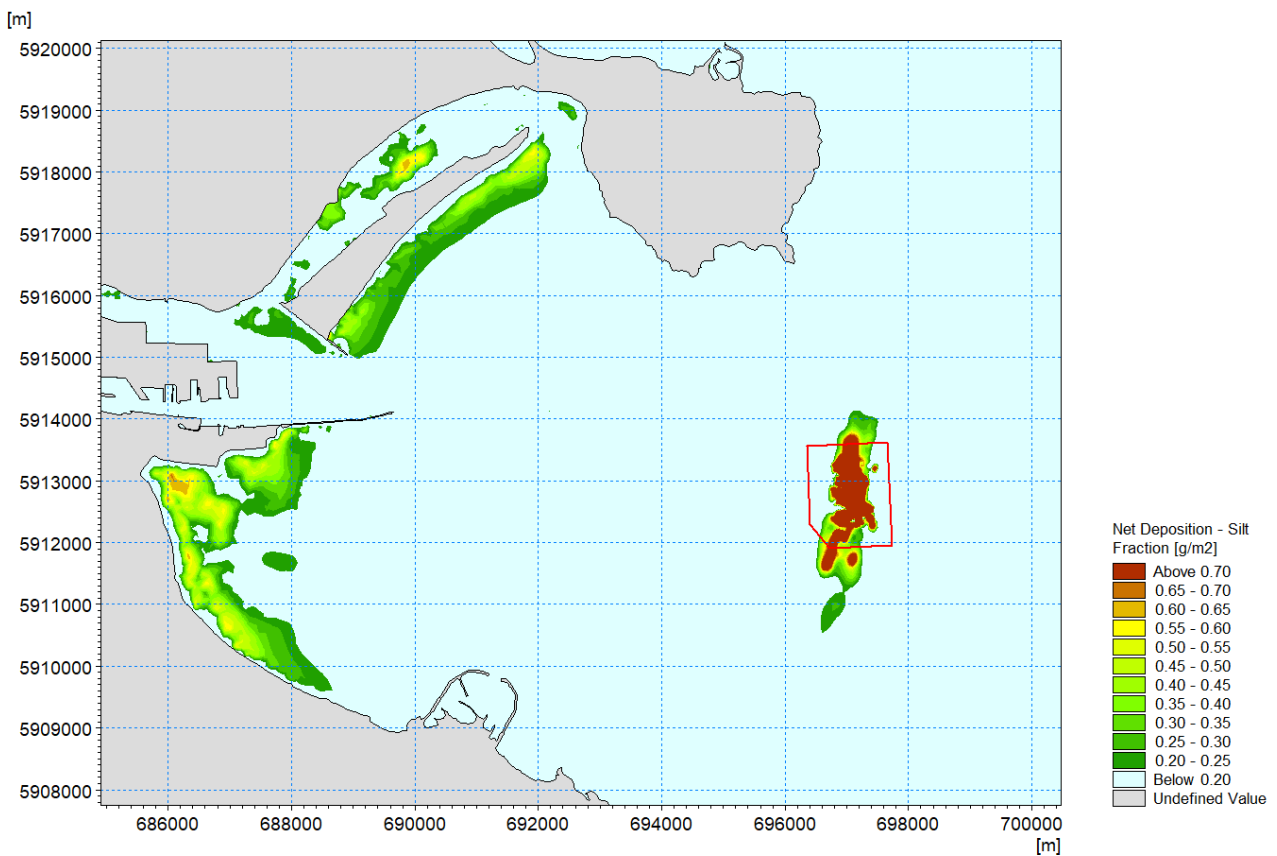 [m]
5920000
5919000
5918000
5917000
5916000
5915000
5914000
5913000
5912000
5911000
5910000
5909000
5908000
686000 688000 690000 692000 694000 696000 698000 700000
[m]
Net Deposition - Silt
Fraction [g/m2]
Above 0.70
0.65 - 0.70
0.60 - 0.65
0.55 - 0.60
0.50 - 0.55
0.45 - 0.50
0.40 - 0.45
0.35 - 0.40
0.30 - 0.35
0.25 - 0.30
0.20 - 0.25
Below 0.20
Undefined Value